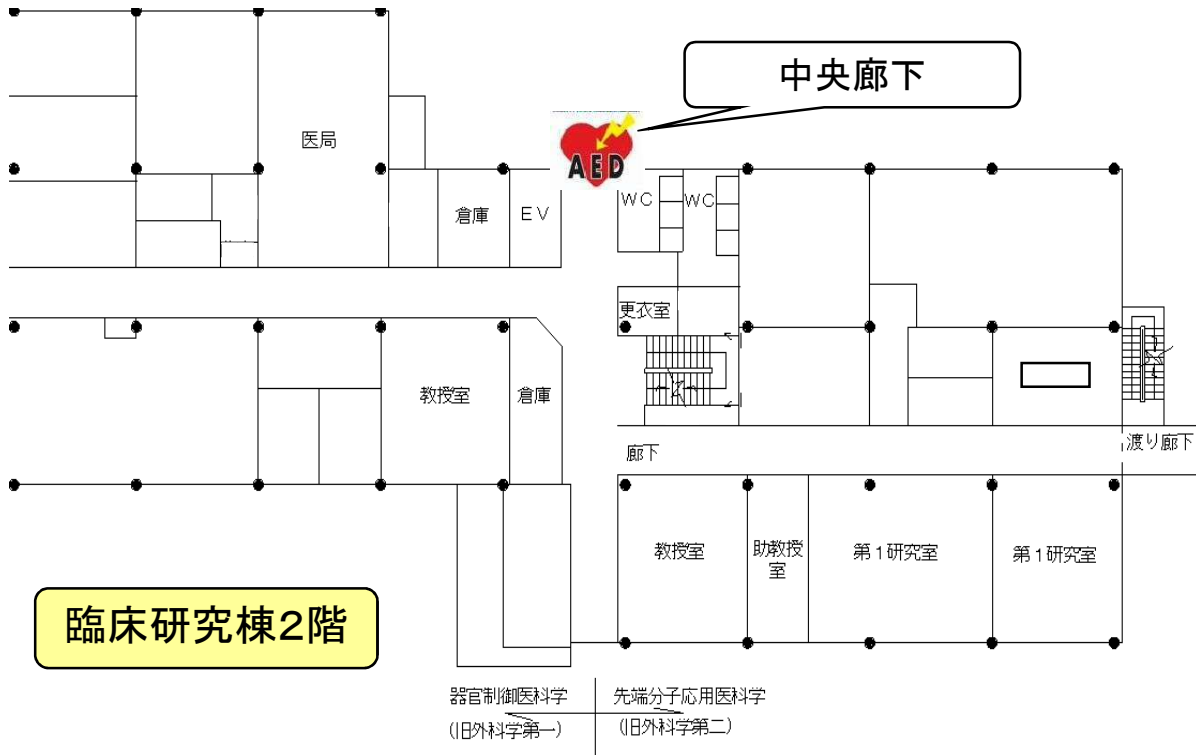 中央廊下
医局
AED
倉庫
EV
WC
WC
更衣室
教授室
倉庫
廊下
渡り廊下
教授室
助教授
室
第1研究室
第1研究室
臨床研究棟2階
器官制御医科学
先端分子応用医科学
(旧外科学第一)
(旧外科学第二)